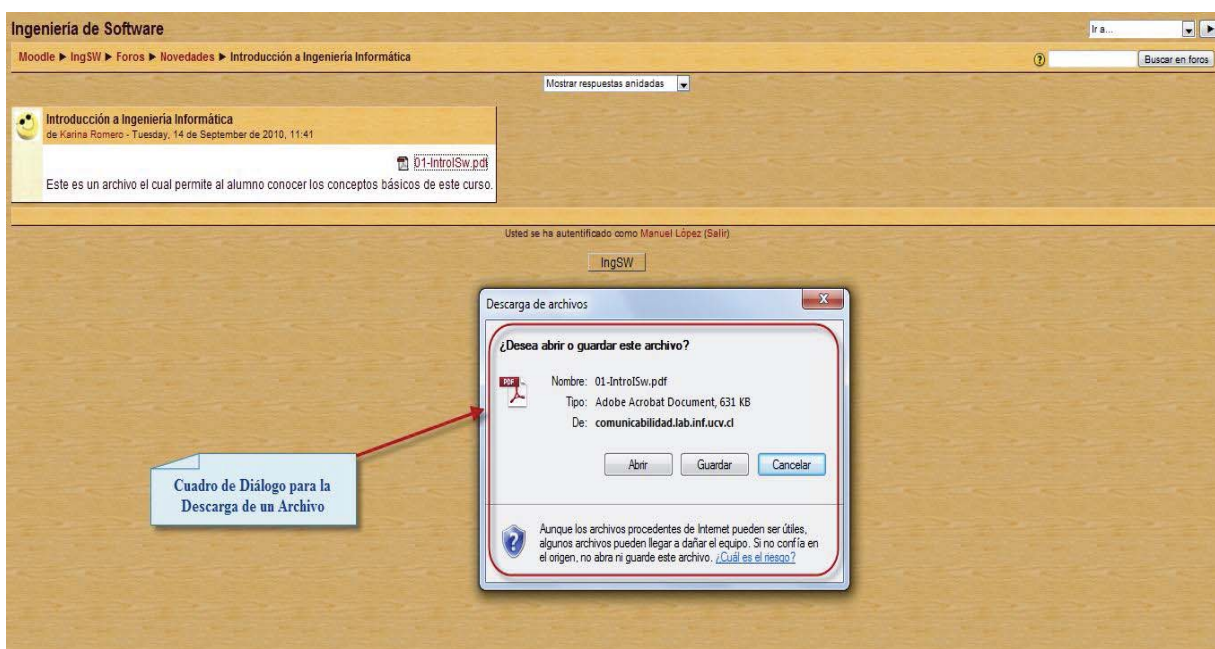 Ingeniería de Software
Ir a...
Moodle ► IngSW ► Foros ► Novedades ► Introducción a Ingeniería Informática
Buscar en foros
Mostrar respuestas anidadas
Introducción a Ingeniería Informática
de Karina Romero - Tuesday, 14 de September de 2010, 11:41
01-IntroISw.pdf
Este es un archivo el cual permite al alumno conocer los conceptos básicos de este curso.
Usted se ha autentificado como Manuel López (Salir)
IngSW
Descarga de archivos
¿Desea abrir o guardar este archivo?
PDF
Nombre: 01-IntroISw.pdf
Tipo: Adobe Acrobat Document, 631 KB
De: comunicabilidad.lab.inf.ucv.cl
Abrir Guardar Cancelar
Cuadro de Diálogo para la
Descarga de un Archivo
Aunque los archivos procedentes de Internet pueden ser útiles,
algunos archivos pueden llegar a dañar el equipo. Si no confía en
el origen, no abra ni guarde este archivo. ¿Cuál es el riesgo?